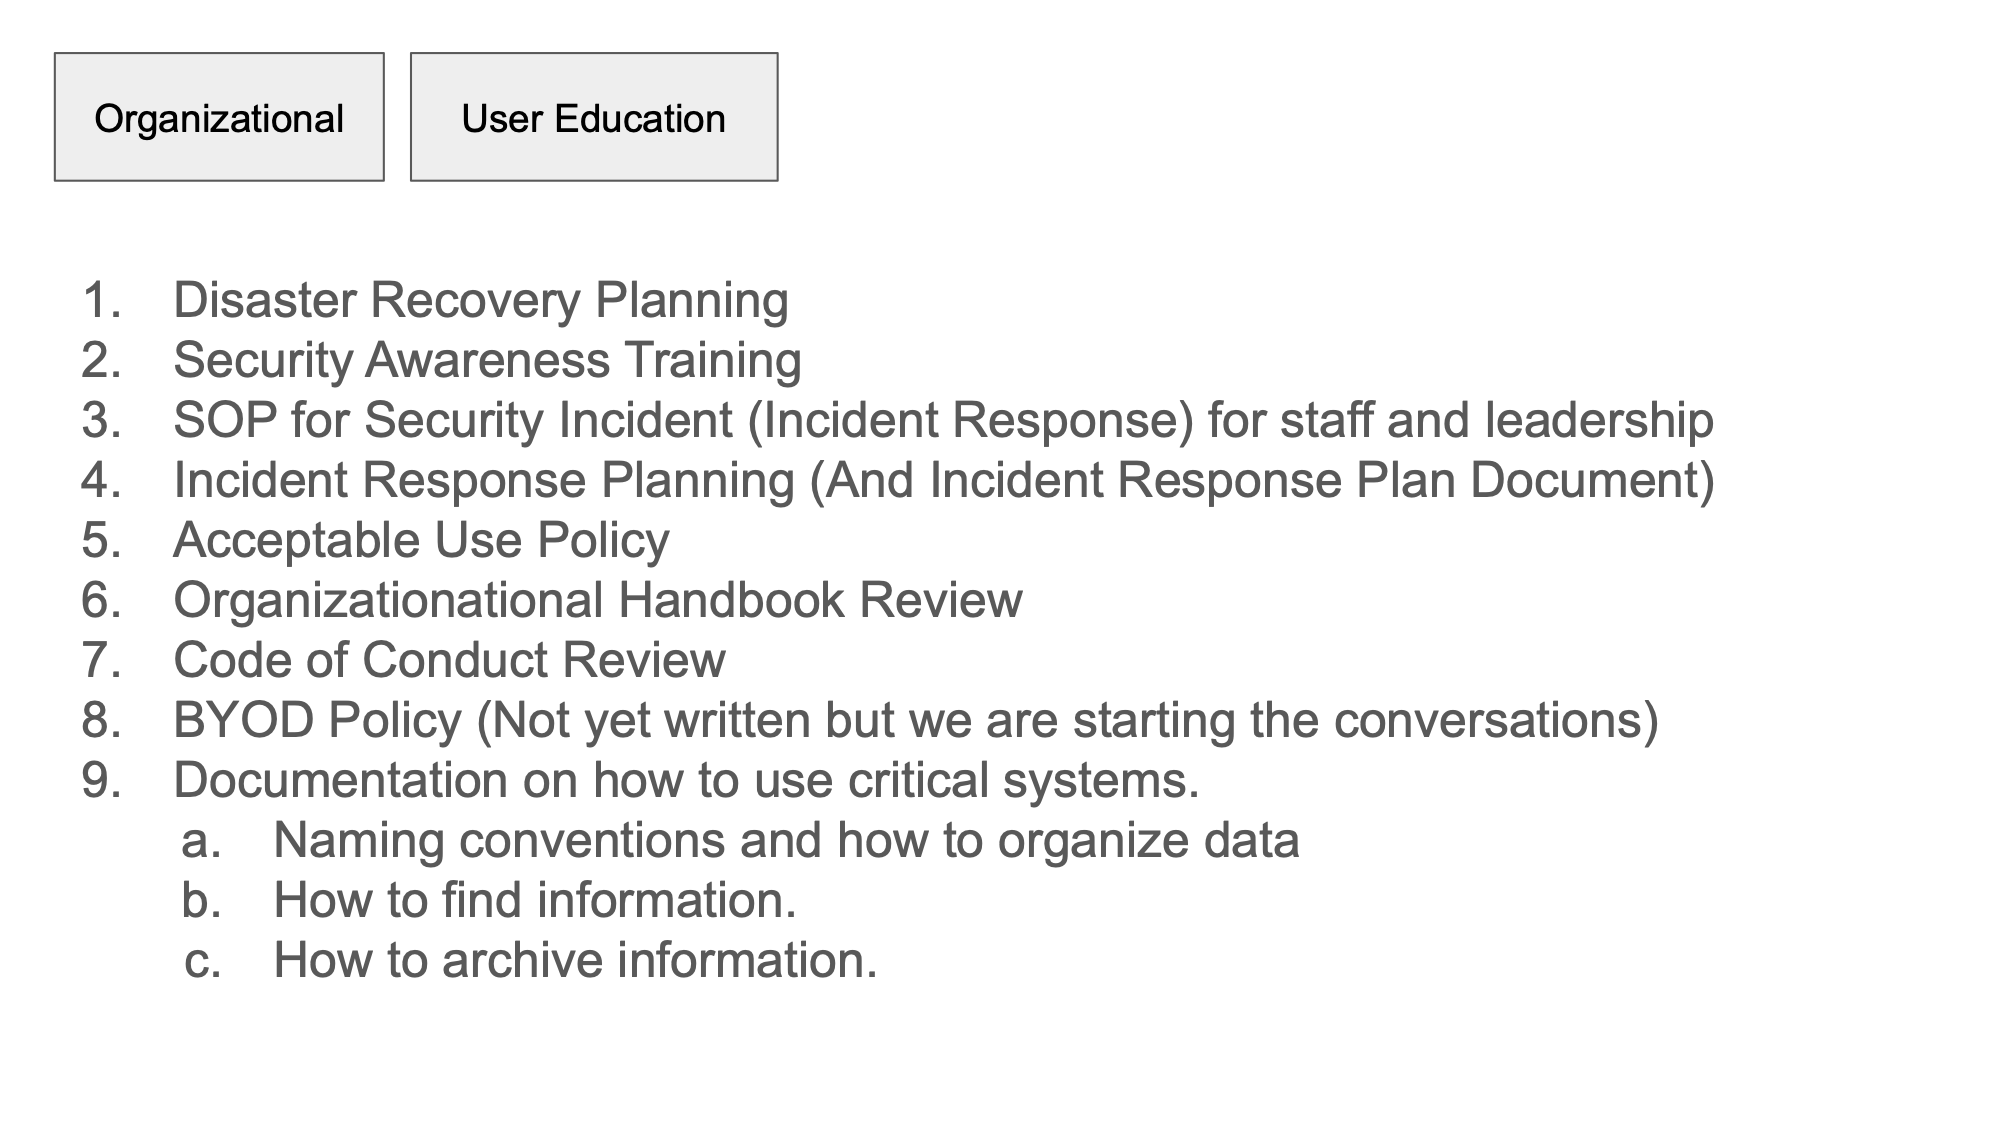 Organizational
User Education
1. Disaster Recovery Planning
2. Security Awareness Training
3. SOP for Security Incident (Incident Response) for staff and leadership
4. Incident Response Planning (And Incident Response Plan Document)
5. Acceptable Use Policy
6. Organizationational Handbook Review
7. Code of Conduct Review
8. BYOD Policy (Not yet written but we are starting the conversations)
9. Documentation on how to use critical systems.
a. Naming conventions and how to organize data
b. How to find information.
c. How to archive information.